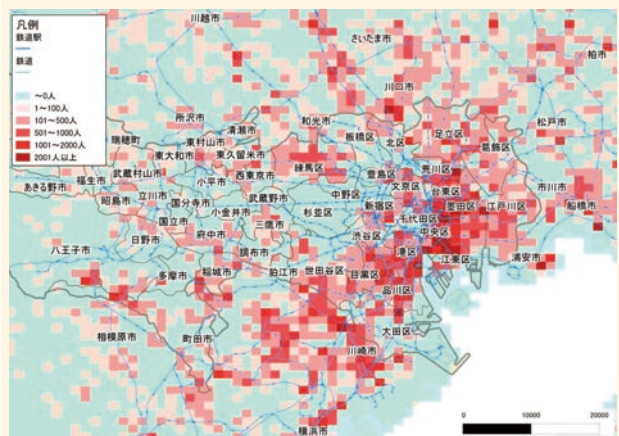 凡例
鉄道駅
鉄道
～0人
1～100人
101～500人
501～1000人
1001～2000人
2001人以上
川越市
さいたま市
柏市
川口市
所沢市
和光市
松戸市
清瀬市
足立区
瑞穂町
東村山市
板橋区
北区
葛飾区
東大和市
東久留米市
武蔵村山市
練馬区
豊島区
荒川区
福生市
小平市
西東京市
文京区
台東区
市川市
あきる野市
立川市
武蔵野市
中野区
昭島市
国分寺市
新宿区
墨田区
江戸川区
船橋市
国立市
小金井市
杉並区
千代田区
三鷹市
中央区
日野市
府中市
渋谷区
八王子市
調布市
港区
江東区
浦安市
多摩市
稲城市
狛江市
世田谷区
目黒区
品川区
大田区
相模原市
町田市
川崎市
横浜市
0 10000 20000